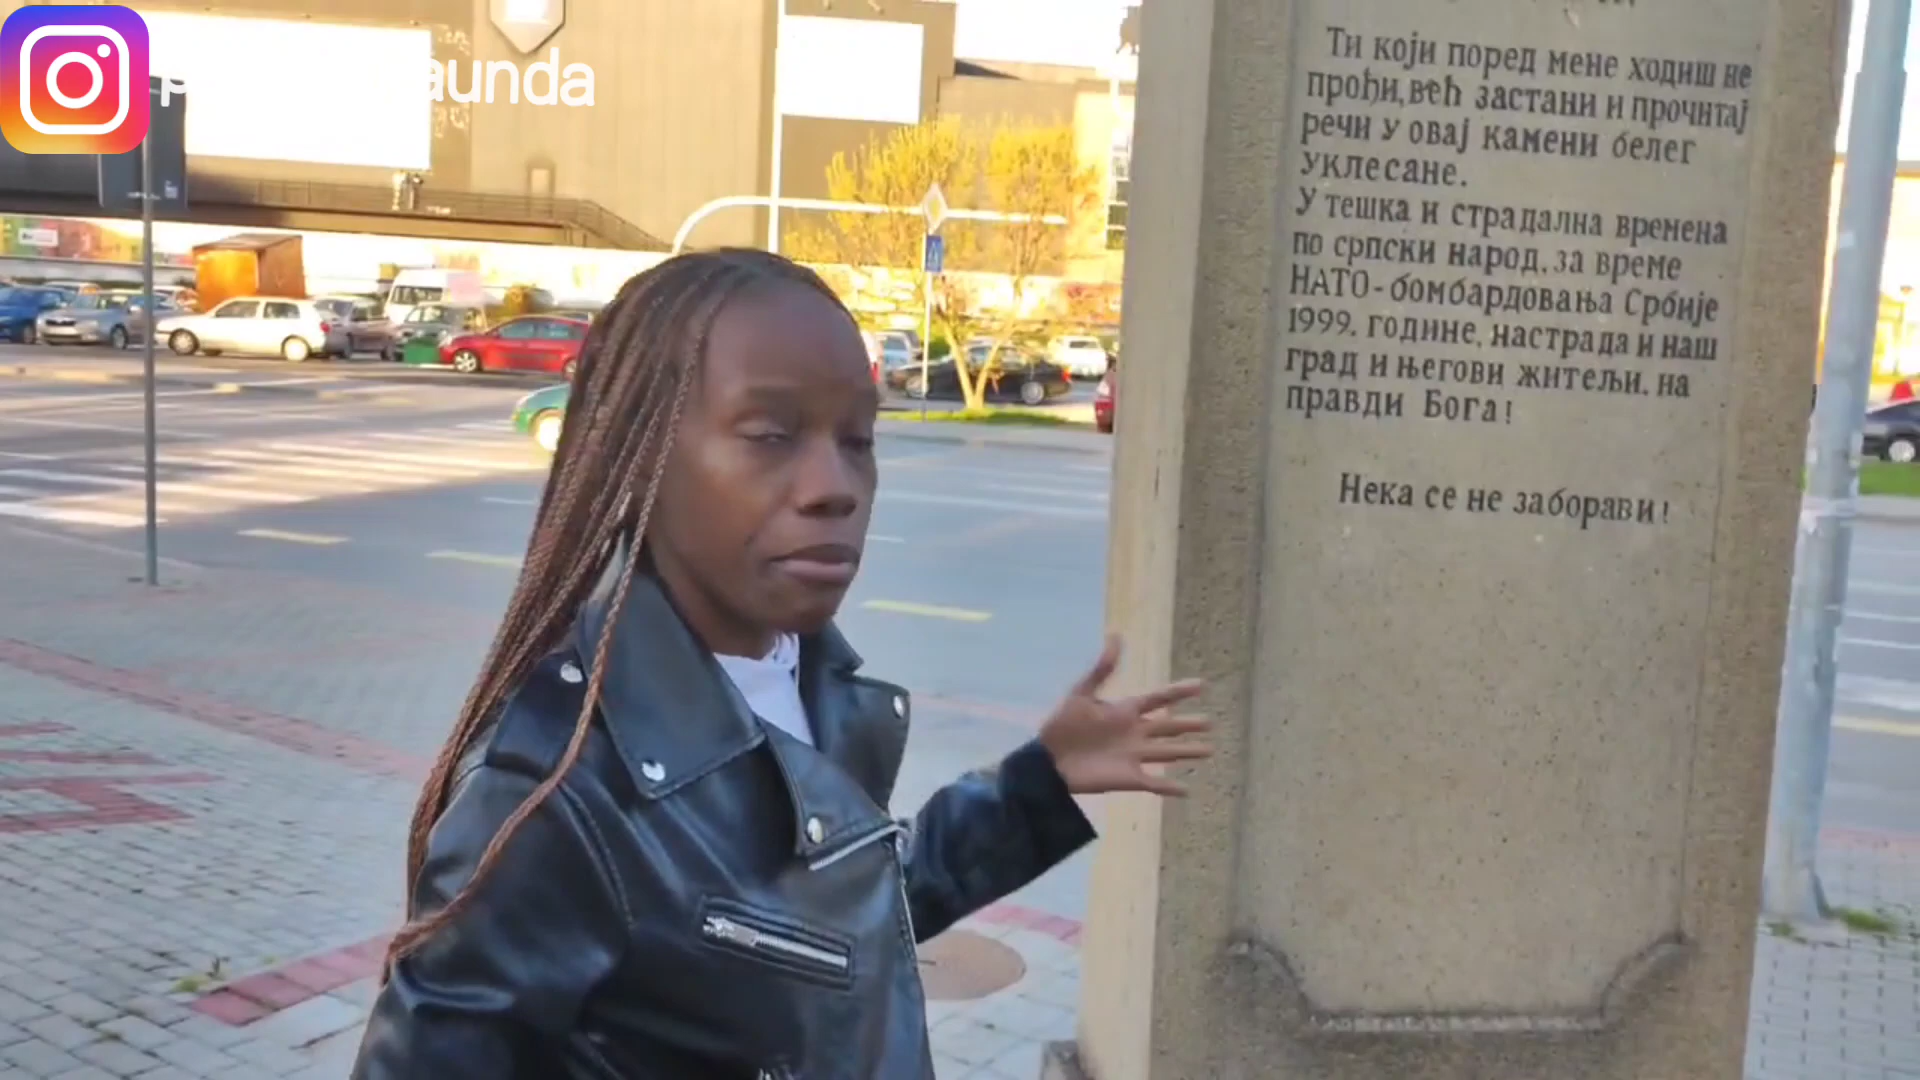 aunda
Ти који поред мене ходиш не
прођи, већ застани и прочитај
речи у овај камени белег
уклесане.
У тешка и страдална времена
по српски народ, за време
НАТО-бомбардовања Србије
1999. године, настрада и наш
град и његови житељи, на
правди Бога!
Нека се не заборави!